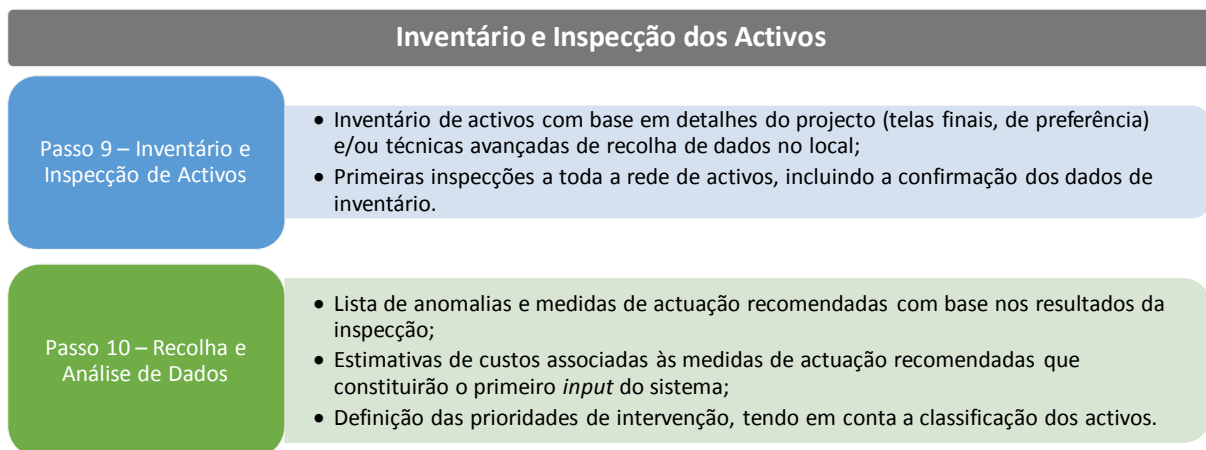 Inventário e Inspecção dos Activos
Passo 9 – Inventário e
Inspecção de Activos
• Inventário de activos com base em detalhes do projecto (telas finais, de preferência)
e/ou técnicas avançadas de recolha de dados no local;
• Primeiras inspecções a toda a rede de activos, incluindo a confirmação dos dados de
inventário.
Passo 10 – Recolha e
Análise de Dados
• Lista de anomalias e medidas de actuação recomendadas com base nos resultados da
inspecção;
• Estimativas de custos associadas às medidas de actuação recomendadas que
constituirão o primeiro input do sistema;
• Definição das prioridades de intervenção, tendo em conta a classificação dos activos.